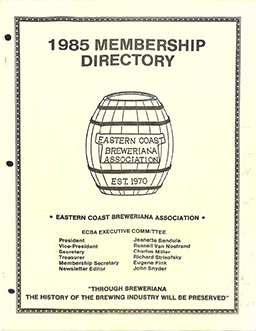 1985 MEMBERSHIP
DIRECTORY
EASTERN COAST
BREWERIANA
ASSOCIATION
EST. 1970
• EASTERN COAST BREWERIANA ASSOCIATION •
ECBA EXECUTIVE COMMITTEE
President Jeanette Bendula
Vice-President Russell Van Nostrand
Secretary Charles Miller
Treasurer Richard Strisofsky
Membership Secretary Eugene Fink
Newsletter Editor John Snyder
"THROUGH BREWERIANA
THE HISTORY OF THE BREWING INDUSTRY WILL BE PRESERVED"